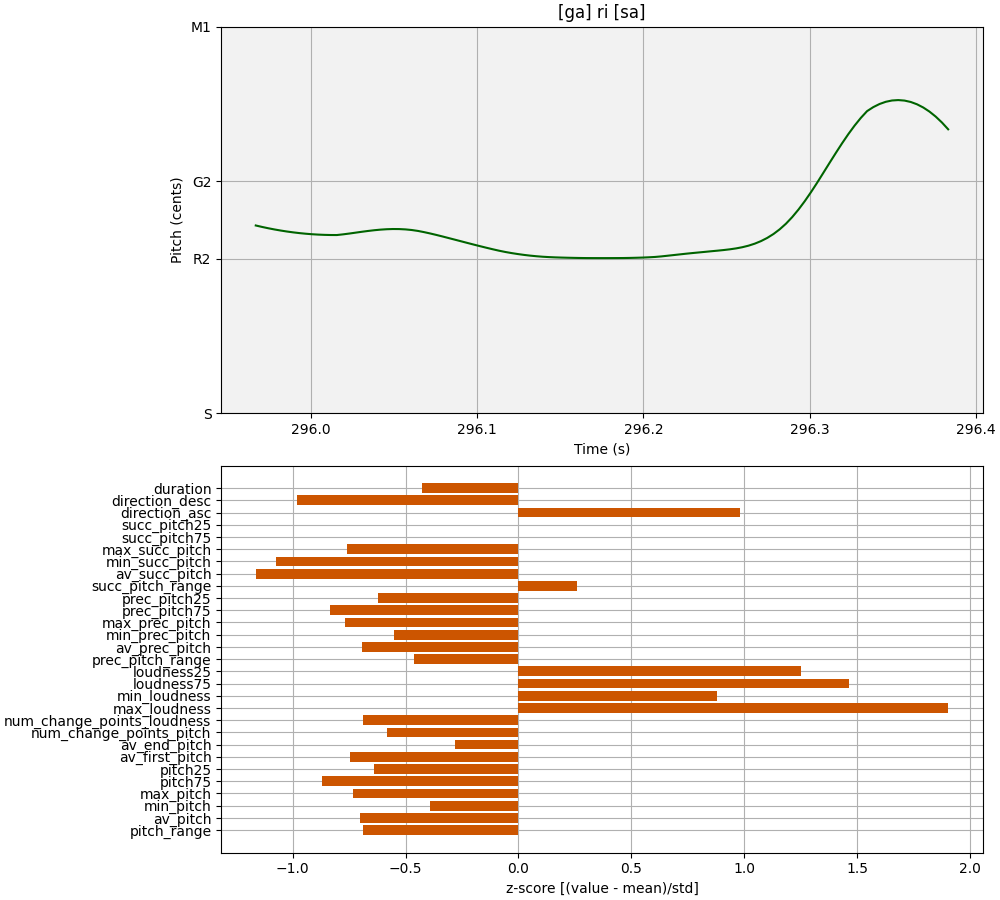 [ga] ri [sa]
M1
G2
R2
S
Pitch (cents)
296.0 296.1 296.2 296.3 296.4
Time (s)
duration
direction_desc
direction_asc
succ_pitch25
succ_pitch75
max_succ_pitch
min_succ_pitch
av_succ_pitch
succ_pitch_range
prec_pitch25
prec_pitch75
max_prec_pitch
min_prec_pitch
av_prec_pitch
prec_pitch_range
loudness25
loudness75
min_loudness
max_loudness
num_change_points_loudness
num_change_points_pitch
av_end_pitch
av_first_pitch
pitch25
pitch75
max_pitch
min_pitch
av_pitch
pitch_range
−1.0 −0.5 0.0 0.5 1.0 1.5 2.0
z-score [(value - mean)/std]